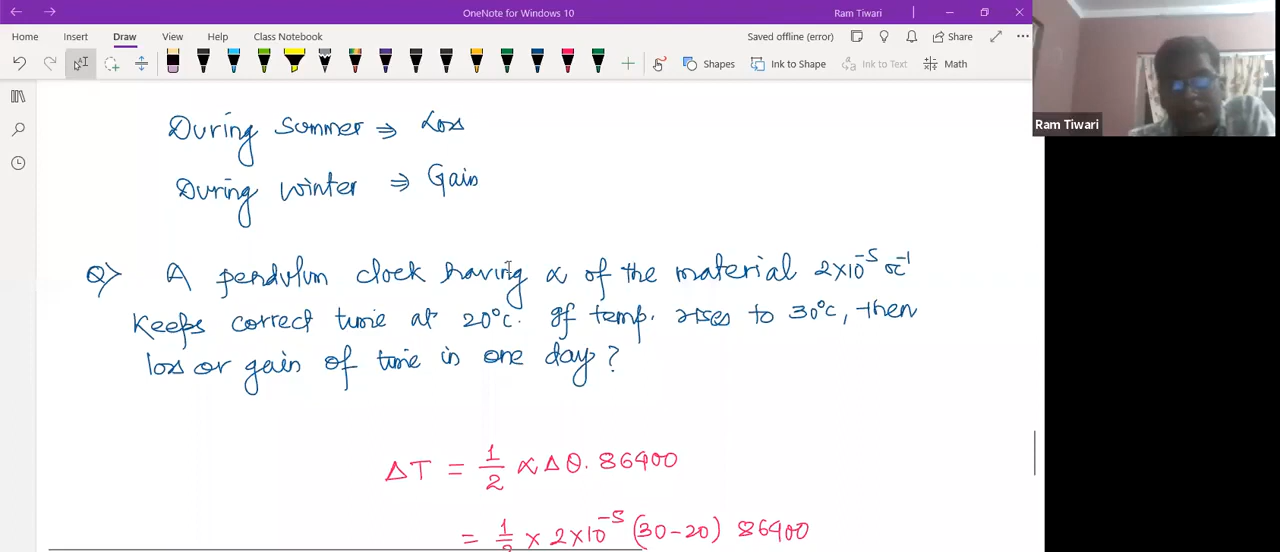 OneNote for Windows 10
Ram Tiwari
Home Insert Draw View Help Class Notebook
Saved offline (error)
Share
Shapes
Ink to Shape
Ink to Text
Math
During Summer ⇒ Loss
During Winter ⇒ Gain
Ram Tiwari
Q> A pendulum clock having α of the material 2×10⁻⁵ °C⁻¹
Keeps correct time at 20°C. If temp. rises to 30°C, then
loss or gain of time in one day?
ΔT = 1/2 α Δθ. 86400
= 1/2 × 2×10⁻⁵ (30-20) 86400